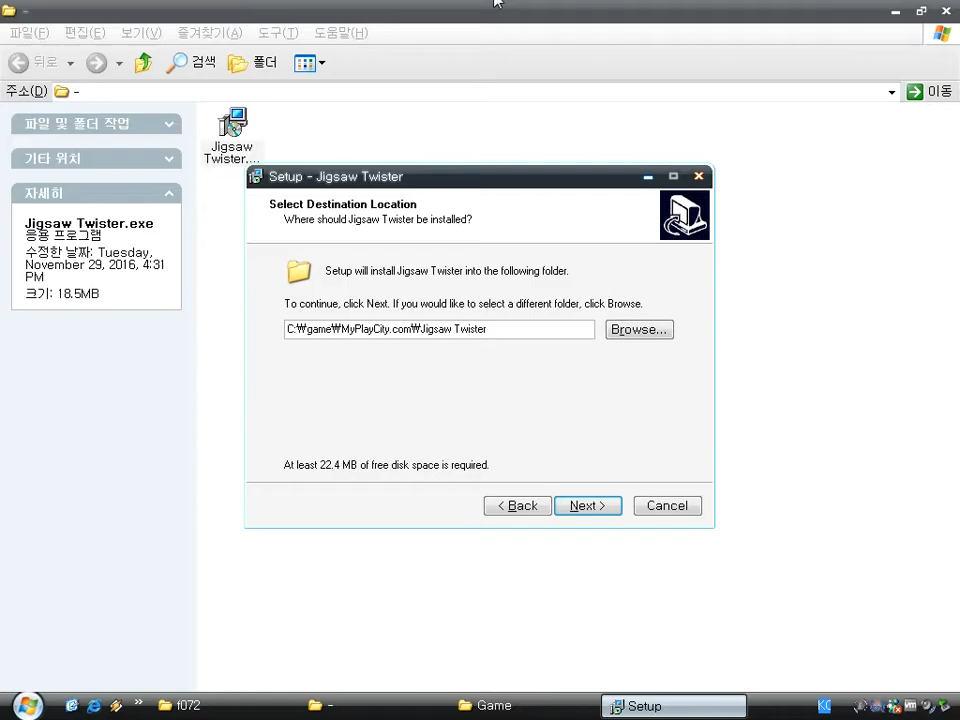 -
파일(F) 편집(E) 보기(V) 즐겨찾기(A) 도구(T) 도움말(H)
뒤로 검색 폴더
주소(D) - 이동
파일 및 폴더 작업
기타 위치
자세히
Jigsaw Twister.exe
응용 프로그램
수정한 날짜: Tuesday,
November 29, 2016, 4:31
PM
크기: 18.5MB
Jigsaw
Twister....
Setup - Jigsaw Twister
Select Destination Location
Where should Jigsaw Twister be installed?
Setup will install Jigsaw Twister into the following folder.
To continue, click Next. If you would like to select a different folder, click Browse.
C:₩game₩MyPlayCity.com₩Jigsaw Twister
Browse...
At least 22.4 MB of free disk space is required.
< Back Next > Cancel
f072 - Game Setup KC